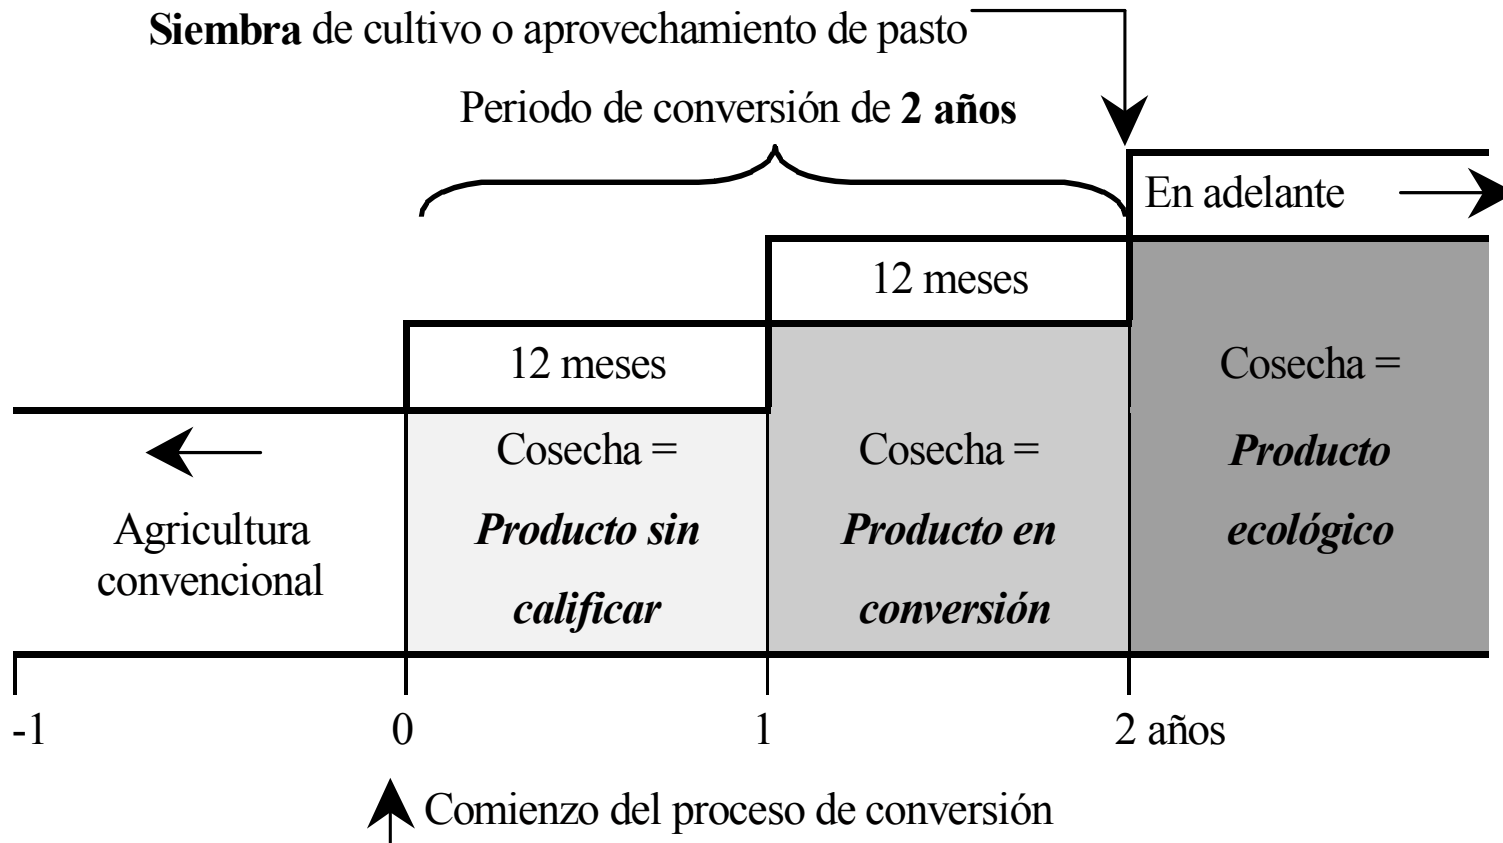 Siembra de cultivo o aprovechamiento de pasto
Periodo de conversión de 2 años
En adelante
12 meses
12 meses
Cosecha =
Producto
ecológico
Cosecha =
Producto en
conversión
Cosecha =
Producto sin
calificar
Agricultura
convencional
-1
0
1
2 años
Comienzo del proceso de conversión